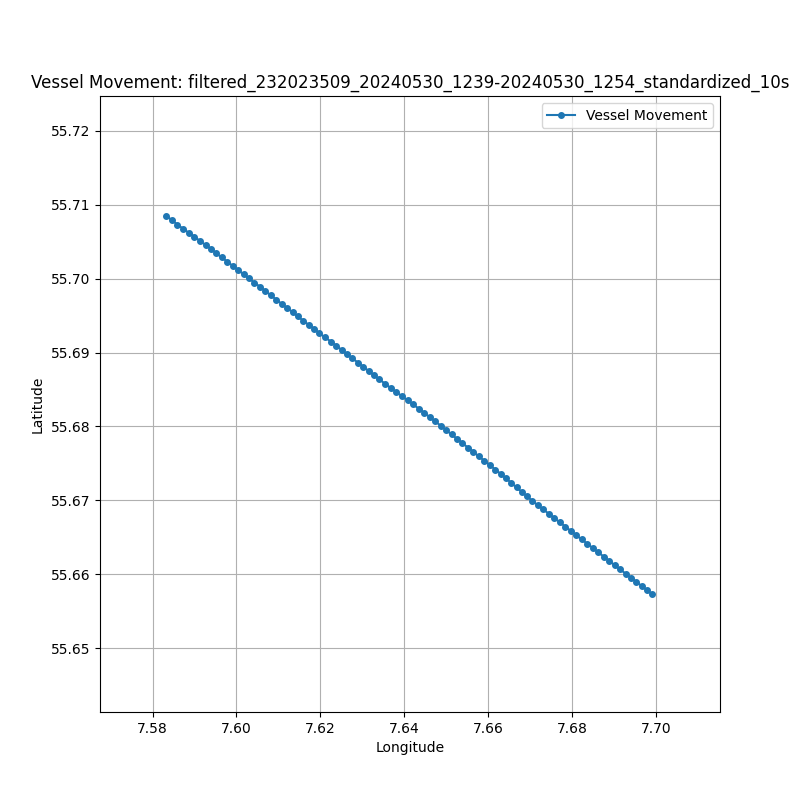 Vessel Movement: filtered_232023509_20240530_1239-20240530_1254_standardized_10s
Vessel Movement
55.72
55.71
55.70
55.69
55.68
55.67
55.66
55.65
Latitude
7.58 7.60 7.62 7.64 7.66 7.68 7.70
Longitude